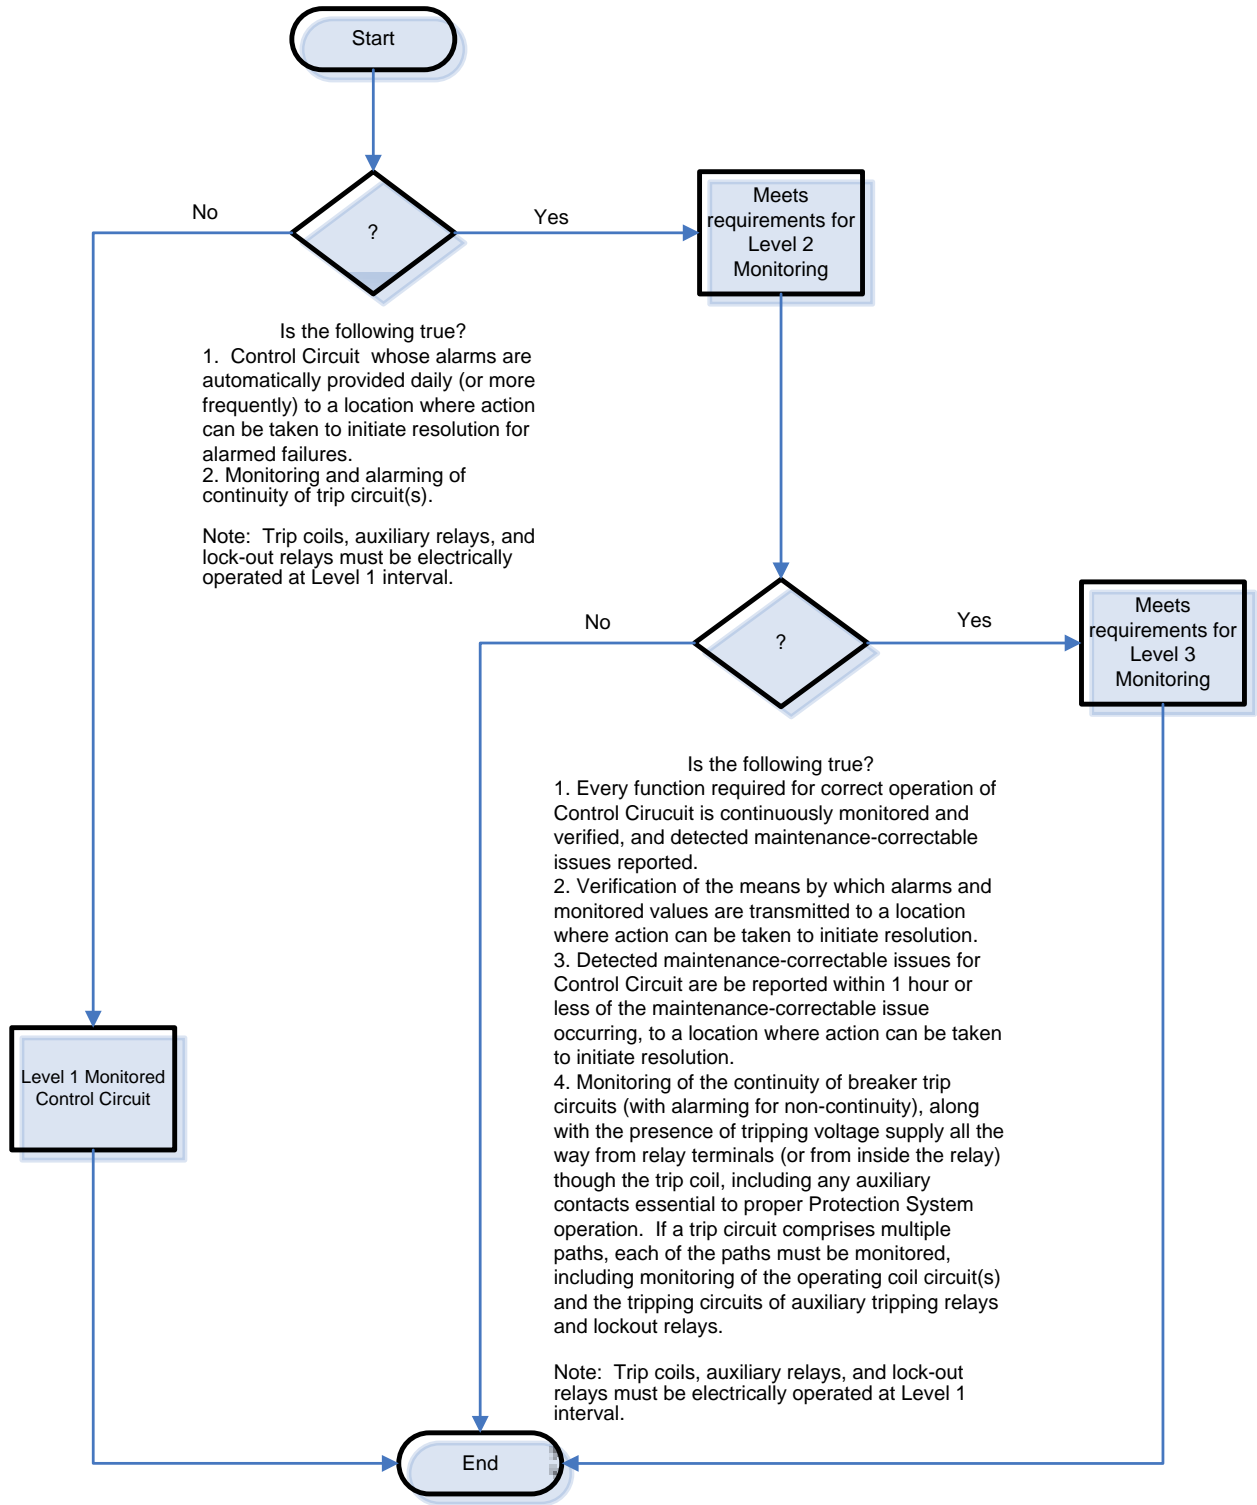 Start
No
?
Yes
Meets
requirements for
Level 2
Monitoring
Is the following true?
1.  Control Circuit  whose alarms are
automatically provided daily (or more
frequently) to a location where action
can be taken to initiate resolution for
alarmed failures.
2. Monitoring and alarming of
continuity of trip circuit(s).
Note:  Trip coils, auxiliary relays, and
lock-out relays must be electrically
operated at Level 1 interval.
No
?
Yes
Meets
requirements for
Level 3
Monitoring
Is the following true?
1. Every function required for correct operation of
Control Cirucuit is continuously monitored and
verified, and detected maintenance-correctable
issues reported.
2. Verification of the means by which alarms and
monitored values are transmitted to a location
where action can be taken to initiate resolution.
3. Detected maintenance-correctable issues for
Control Circuit are be reported within 1 hour or
less of the maintenance-correctable issue
occurring, to a location where action can be taken
to initiate resolution.
4. Monitoring of the continuity of breaker trip
circuits (with alarming for non-continuity), along
with the presence of tripping voltage supply all the
way from relay terminals (or from inside the relay)
though the trip coil, including any auxiliary
contacts essential to proper Protection System
operation.  If a trip circuit comprises multiple
paths, each of the paths must be monitored,
including monitoring of the operating coil circuit(s)
and the tripping circuits of auxiliary tripping relays
and lockout relays.
Note:  Trip coils, auxiliary relays, and lock-out
relays must be electrically operated at Level 1
interval.
Level 1 Monitored
Control Circuit
End